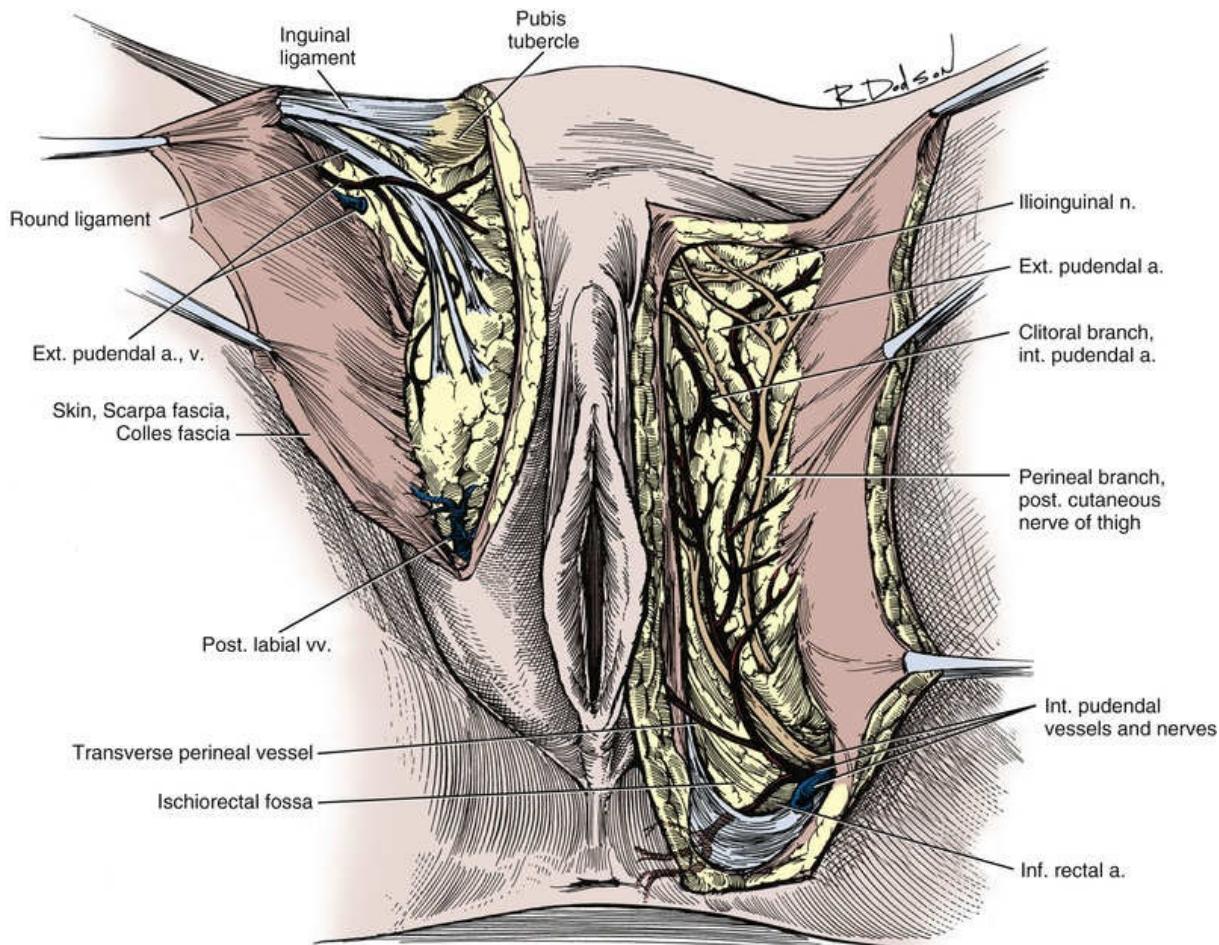 Inguinal
ligament
Pubis
tubercle
R Dodson
Round ligament
Ext. pudendal a., v.
Skin, Scarpa fascia,
Colles fascia
Post. labial vv.
Transverse perineal vessel
Ischiorectal fossa
Ilioinguinal n.
Ext. pudendal a.
Clitoral branch,
int. pudendal a.
Perineal branch,
post. cutaneous
nerve of thigh
Int. pudendal
vessels and nerves
Inf. rectal a.